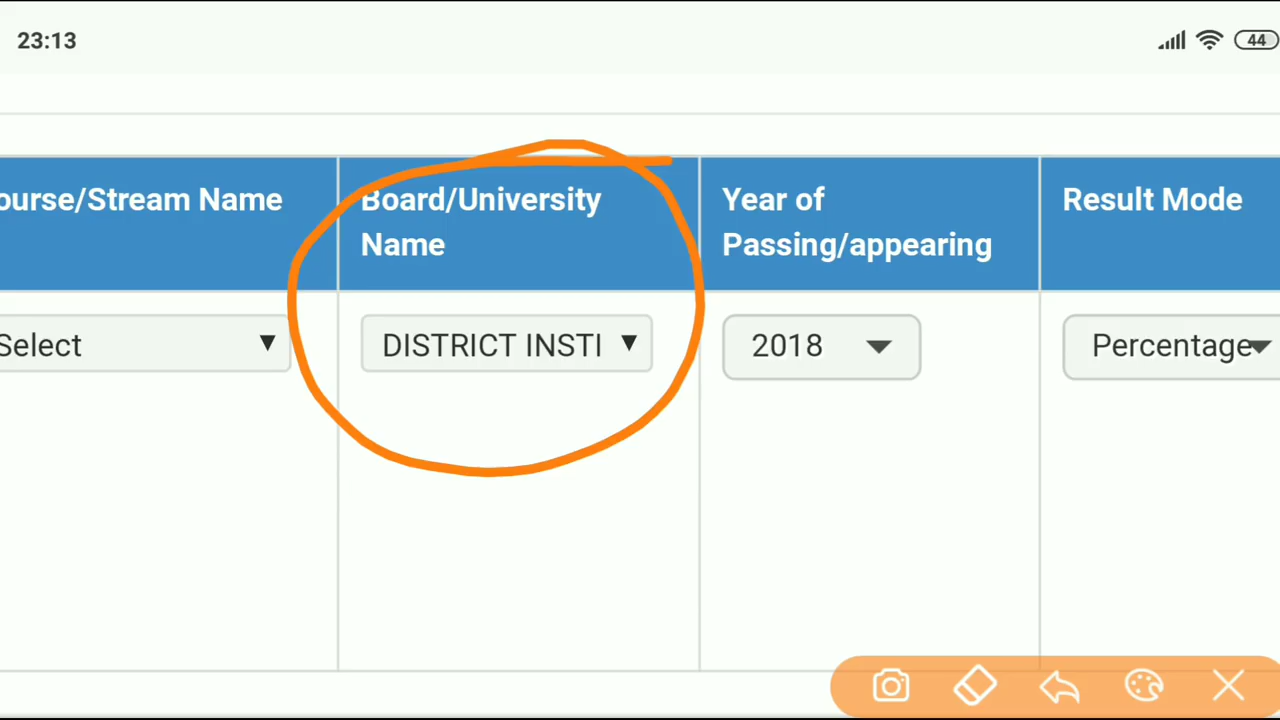 23:13
44
ourse/Stream Name
Board/University
Name
Year of
Passing/appearing
Result Mode
Select
DISTRICT INSTI
2018
Percentage